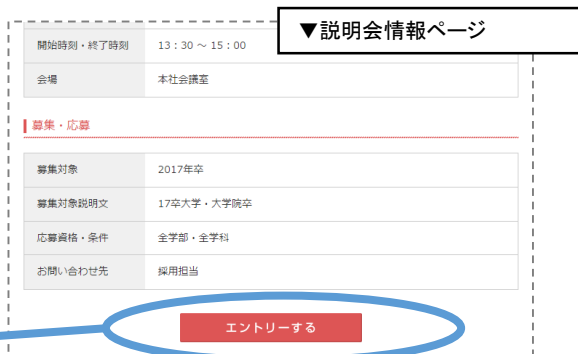 ▼説明会情報ページ
開始時刻・終了時刻 13：30 ～ 15：00
会場 本社会議室
募集・応募
募集対象 2017年卒
募集対象説明文 17卒大学・大学院卒
応募資格・条件 全学部・全学科
お問い合わせ先 採用担当
エントリーする